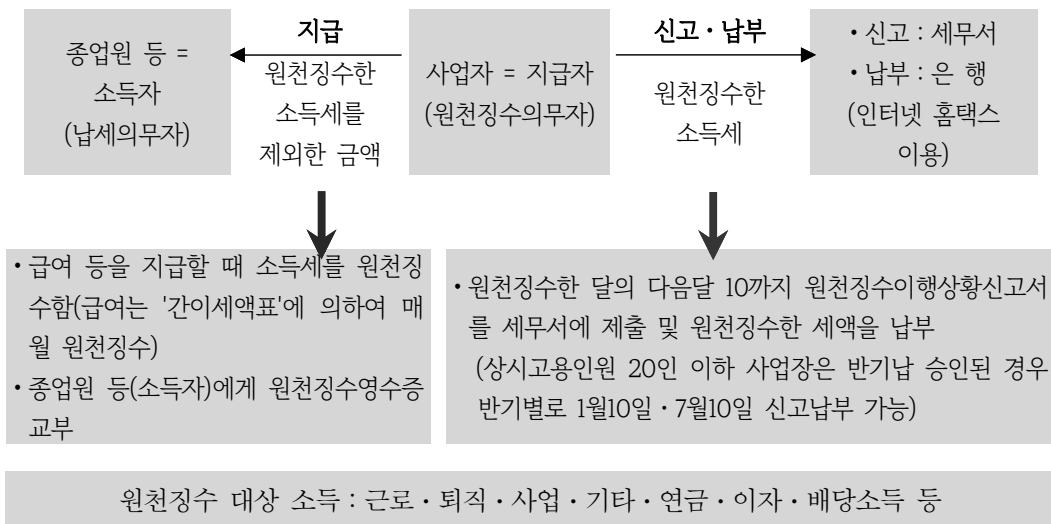 종업원 등 =
소득자
(납세의무자)
지급
원천징수한
소득세를
제외한 금액
사업자 = 지급자
(원천징수의무자)
신고・납부
원천징수한
소득세
・신고 : 세무서
・납부 : 은 행
(인터넷 홈택스
이용)
・급여 등을 지급할 때 소득세를 원천징
수함(급여는 '간이세액표'에 의하여 매
월 원천징수)
・종업원 등(소득자)에게 원천징수영수증
교부
・원천징수한 달의 다음달 10까지 원천징수이행상황신고서
를 세무서에 제출 및 원천징수한 세액을 납부
(상시고용인원 20인 이하 사업장은 반기납 승인된 경우
반기별로 1월10일・7월10일 신고납부 가능)
원천징수 대상 소득 : 근로・퇴직・사업・기타・연금・이자・배당소득 등